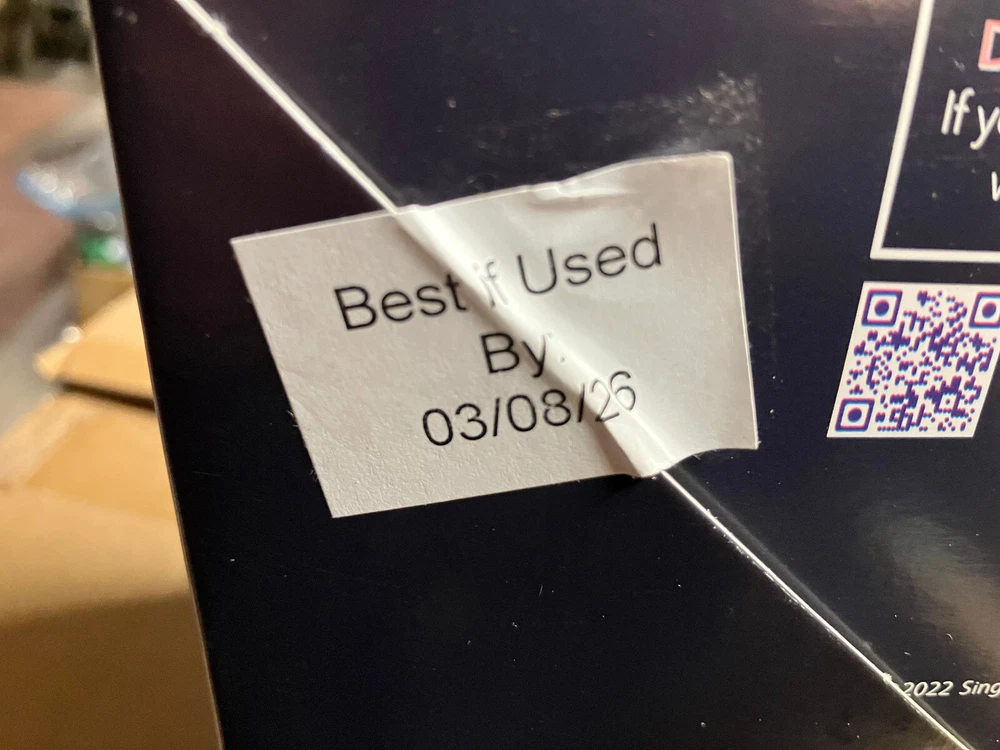 Best if Used
By:
03/08/26
If
2022 Sing